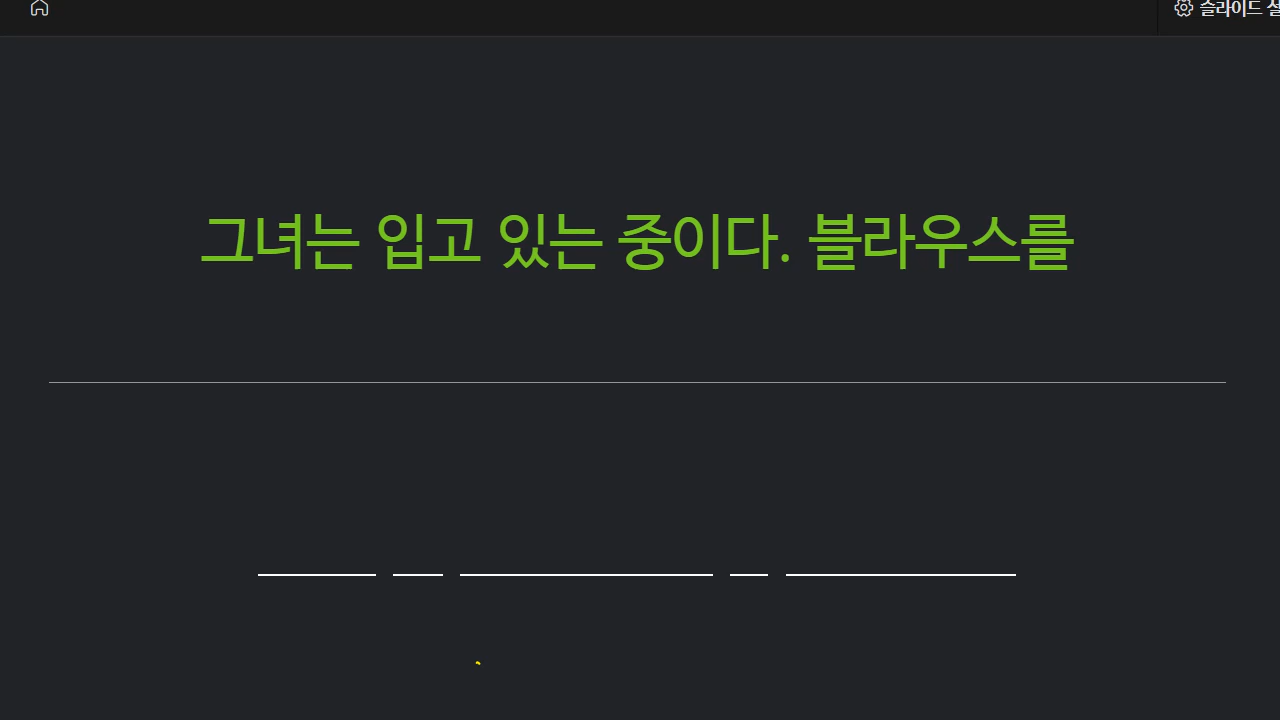 슬라이드
그녀는 입고 있는 중이다. 블라우스를